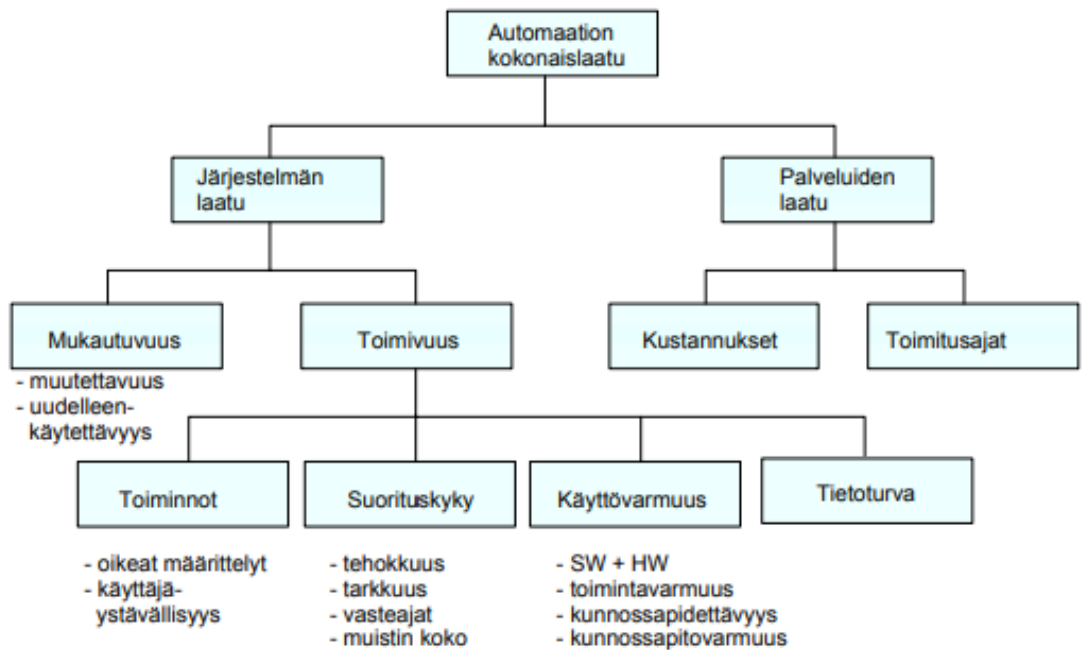 Automaation
kokonaislaatu
Järjestelmän
laatu
Palveluiden
laatu
Mukautuvuus
Toimivuus
Kustannukset
Toimitusajat
- muutettavuus
- uudelleen-
käytettävyys
Toiminnot
Suorituskyky
Käyttövarmuus
Tietoturva
- oikeat määrittelyt
- käyttäjä-
ystävällisyys
- tehokkuus
- tarkkuus
- vasteajat
- muistin koko
- SW + HW
- toimintavarmuus
- kunnossapidettävyys
- kunnossapitovarmuus